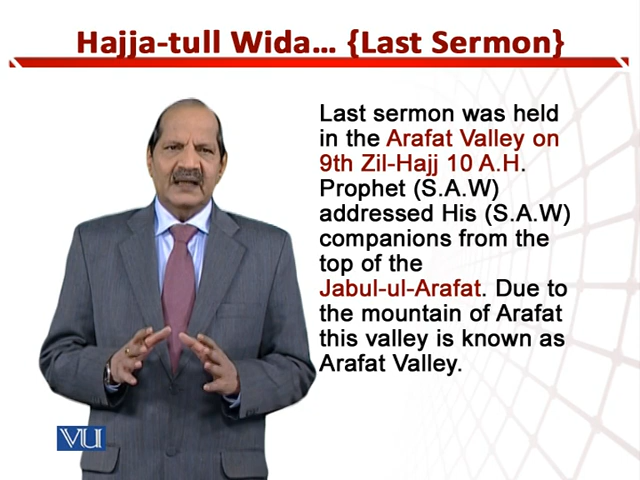 Hajja-tull Wida... {Last Sermon}
Last sermon was held
in the Arafat Valley on
9th Zil-Hajj 10 A.H.
Prophet (S.A.W)
addressed His (S.A.W)
companions from the
top of the
Jabul-ul-Arafat. Due to
the mountain of Arafat
this valley is known as
Arafat Valley.
VU